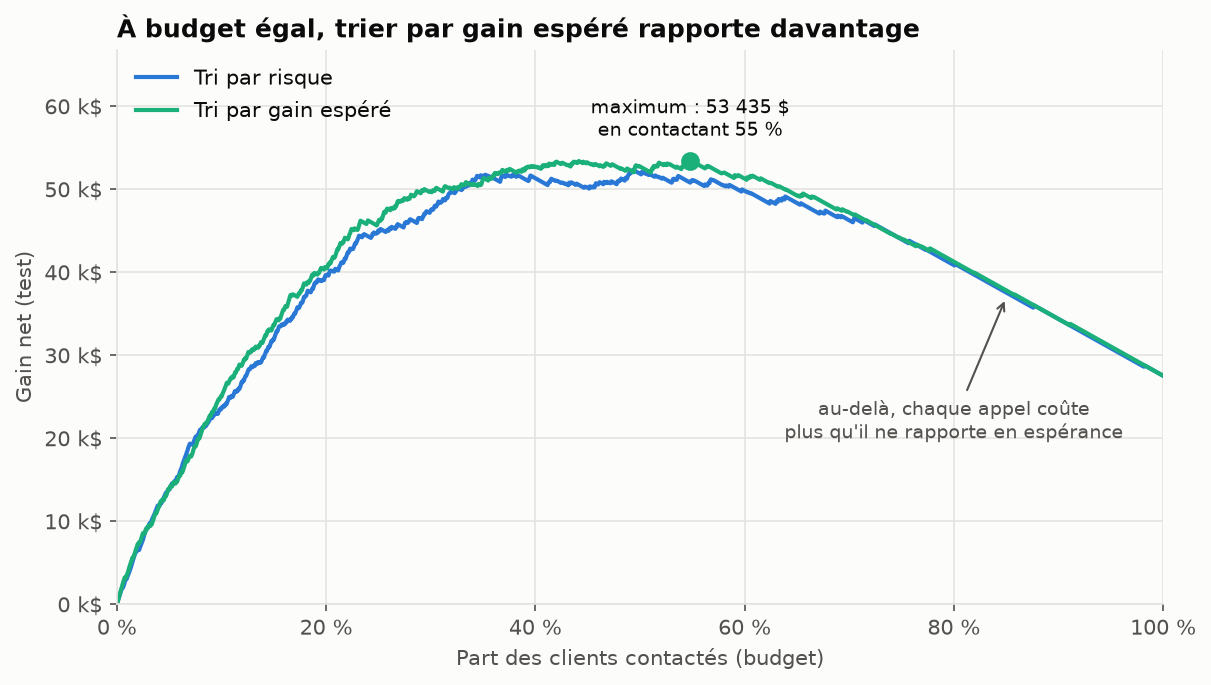 À budget égal, trier par gain espéré rapporte davantage
Tri par risque
Tri par gain espéré
maximum : 53 435 $
en contactant 55 %
60 k$
50 k$
40 k$
30 k$
20 k$
10 k$
0 k$
Gain net (test)
au-delà, chaque appel coûte
plus qu'il ne rapporte en espérance
0 %
20 %
40 %
60 %
80 %
100 %
Part des clients contactés (budget)